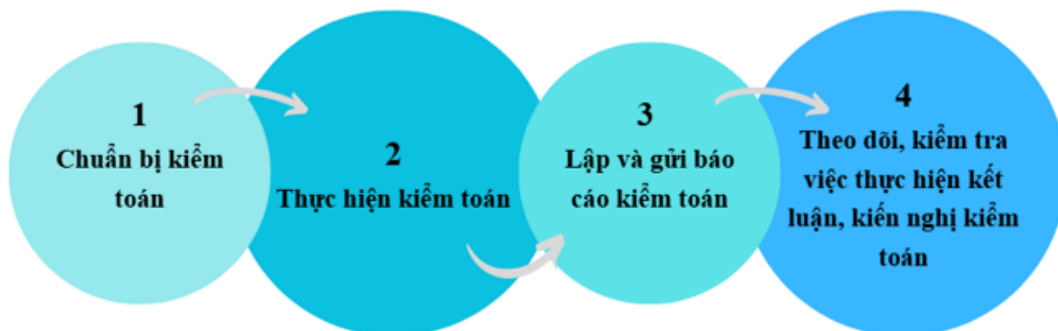 1
Chuẩn bị kiểm
toán
2
Thực hiện kiểm toán
3
Lập và gửi báo
cáo kiểm toán
4
Theo dõi, kiểm tra
việc thực hiện kết
luận, kiến nghị kiểm
toán